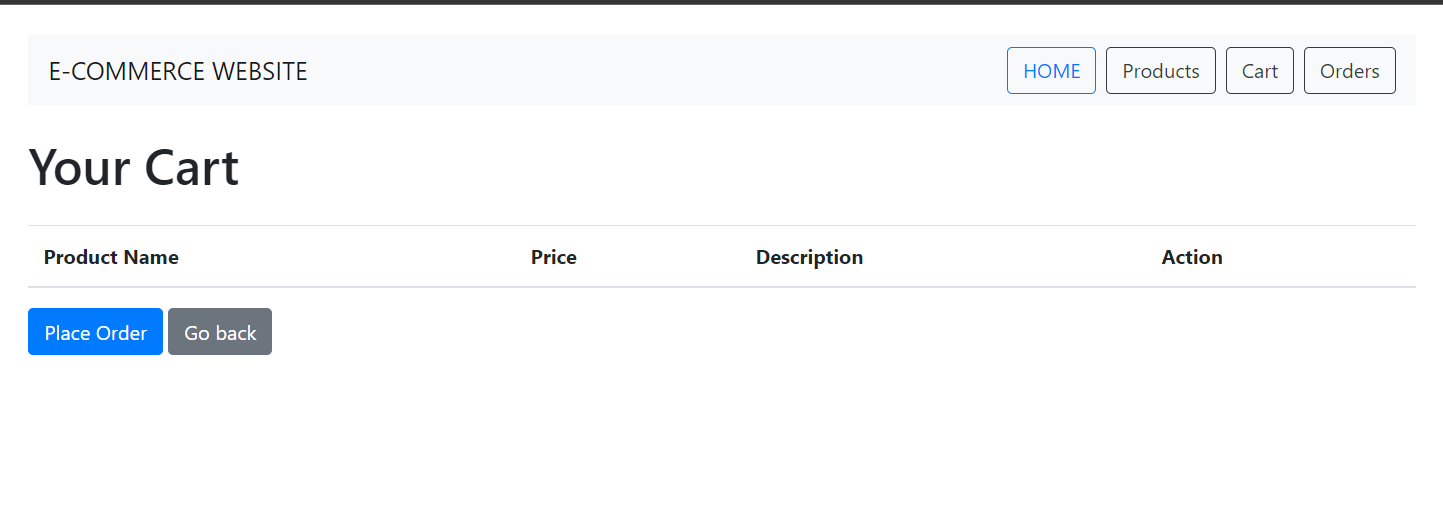 E-COMMERCE WEBSITE HOME Products Cart Orders
Your Cart
Product Name Price Description Action
Place Order Go back